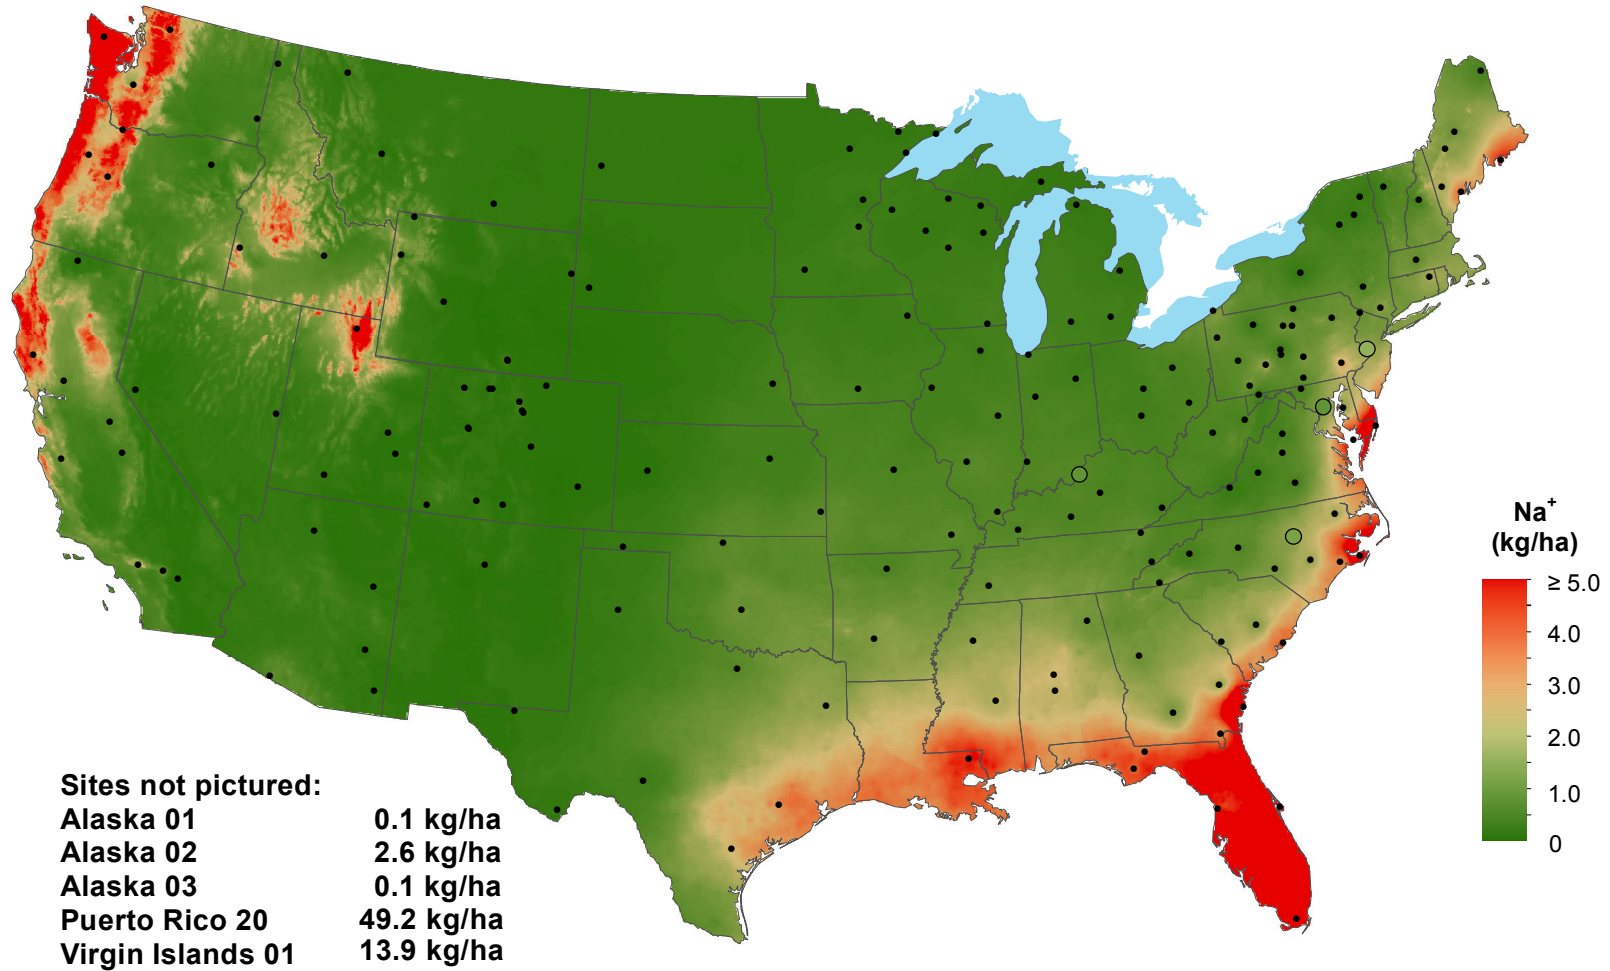 Na+
(kg/ha)
≥ 5.0
4.0
3.0
2.0
1.0
0
Sites not pictured:
Alaska 01 0.1 kg/ha
Alaska 02 2.6 kg/ha
Alaska 03 0.1 kg/ha
Puerto Rico 20 49.2 kg/ha
Virgin Islands 01 13.9 kg/ha